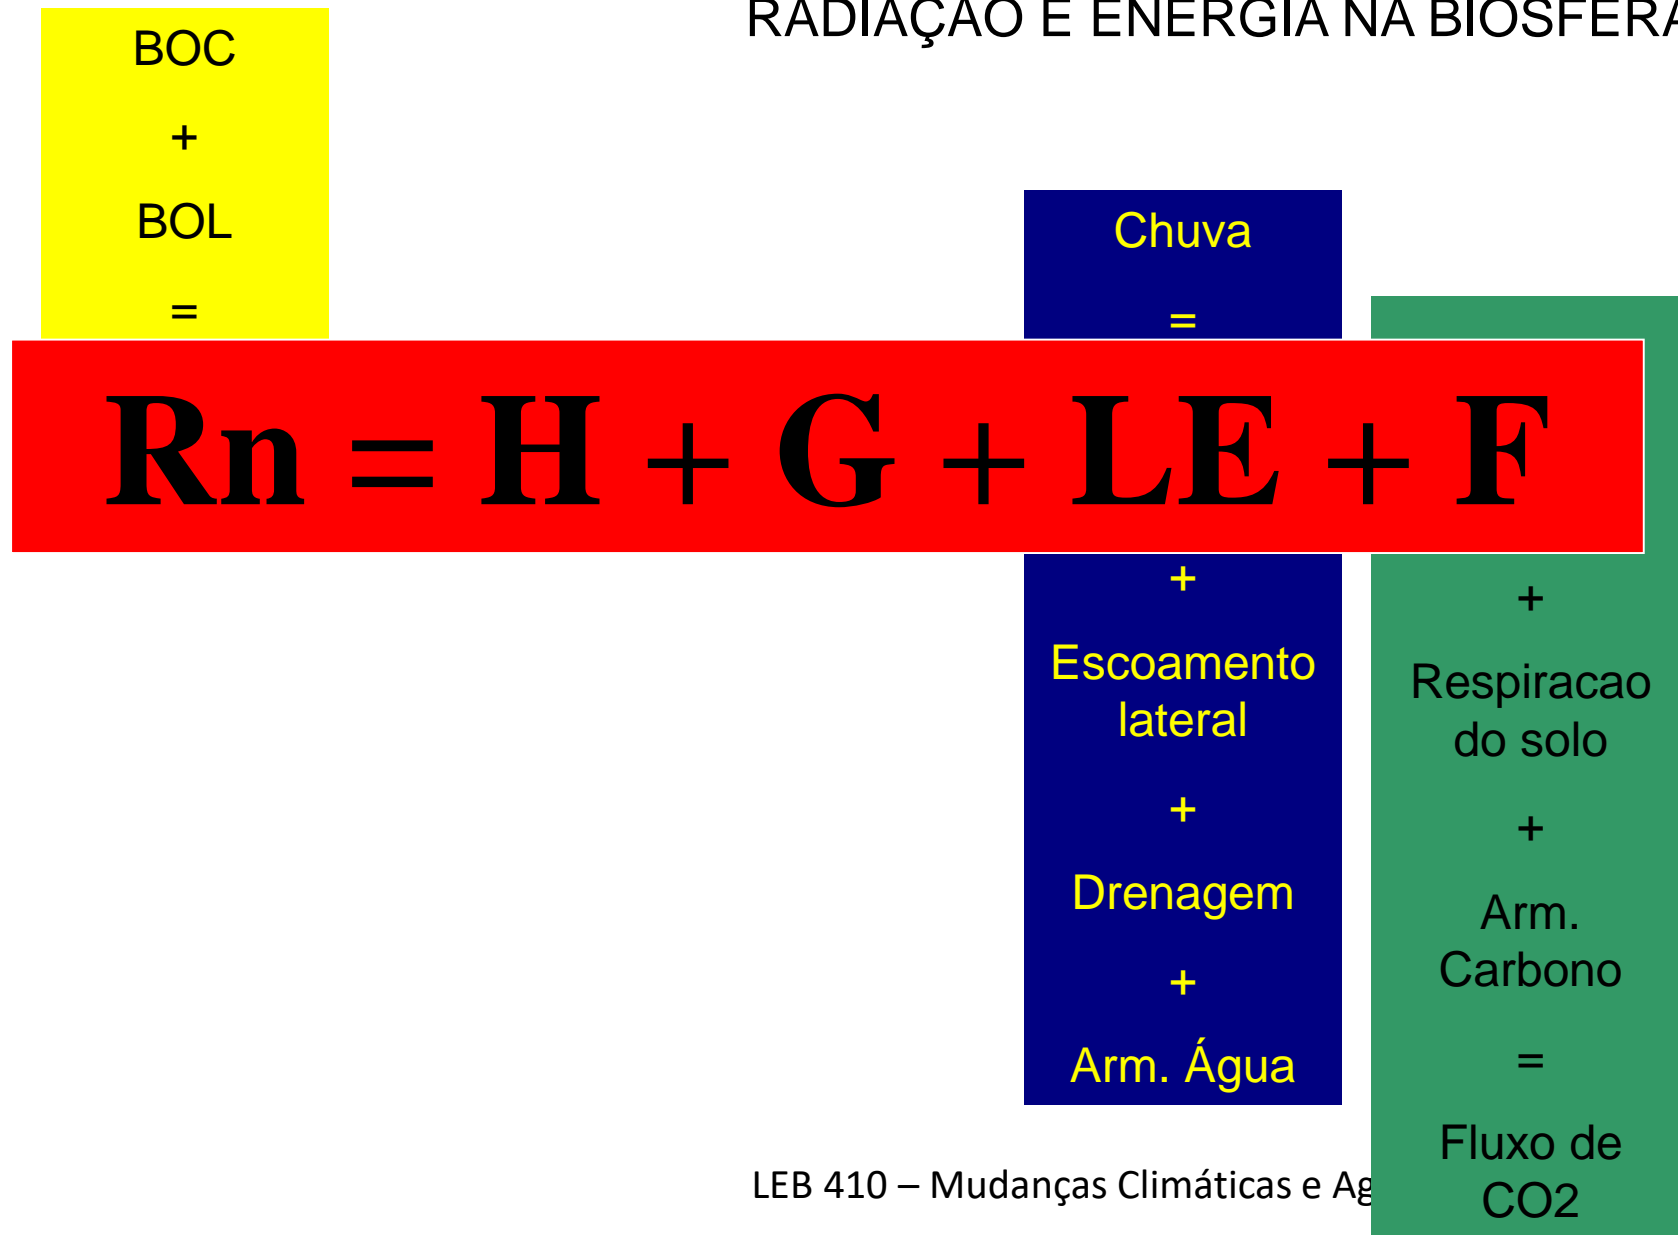 RADIAÇÃO E ENERGIA NA BIOSFERA
BOC
+
BOL
=
Chuva
=
Rn = H + G + LE + F
+
Escoamento
lateral
+
Drenagem
+
Arm. Água
+
Respiracao
do solo
+
Arm.
Carbono
=
Fluxo de
CO2
LEB 410 – Mudanças Climáticas e Ag